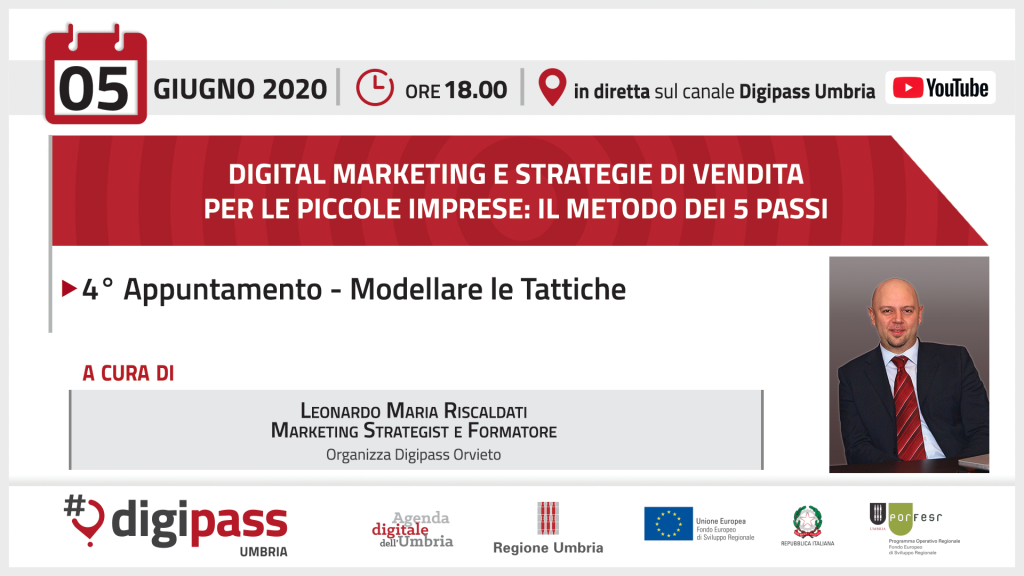 05
GIUGNO 2020
ORE 18.00
in diretta sul canale Digipass Umbria
YouTube
DIGITAL MARKETING E STRATEGIE DI VENDITA
PER LE PICCOLE IMPRESE: IL METODO DEI 5 PASSI
4° Appuntamento - Modellare le Tattiche
A CURA DI
LEONARDO MARIA RISCALDATI
MARKETING STRATEGIST E FORMATORE
Organizza Digipass Orvieto
#digipass
UMBRIA
Agenda
digitale
dell'Umbria
Regione Umbria
Unione Europea
Fondo Europeo
di Sviluppo Regionale
REPUBBLICA ITALIANA
UMBRIA
porfesr
Programma Operativo Regionale
Fondo Europeo
di Sviluppo Regionale